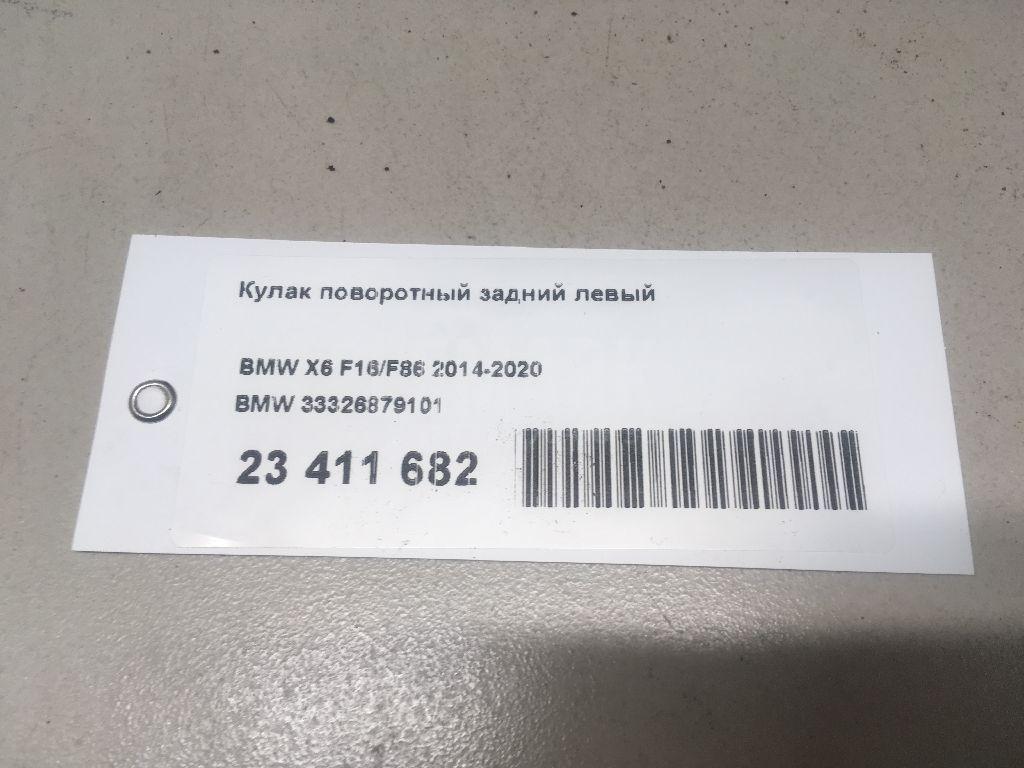 Кулак поворотный задний левый
BMW X6 F16/F86 2014-2020
BMW 33326879101
23 411 682